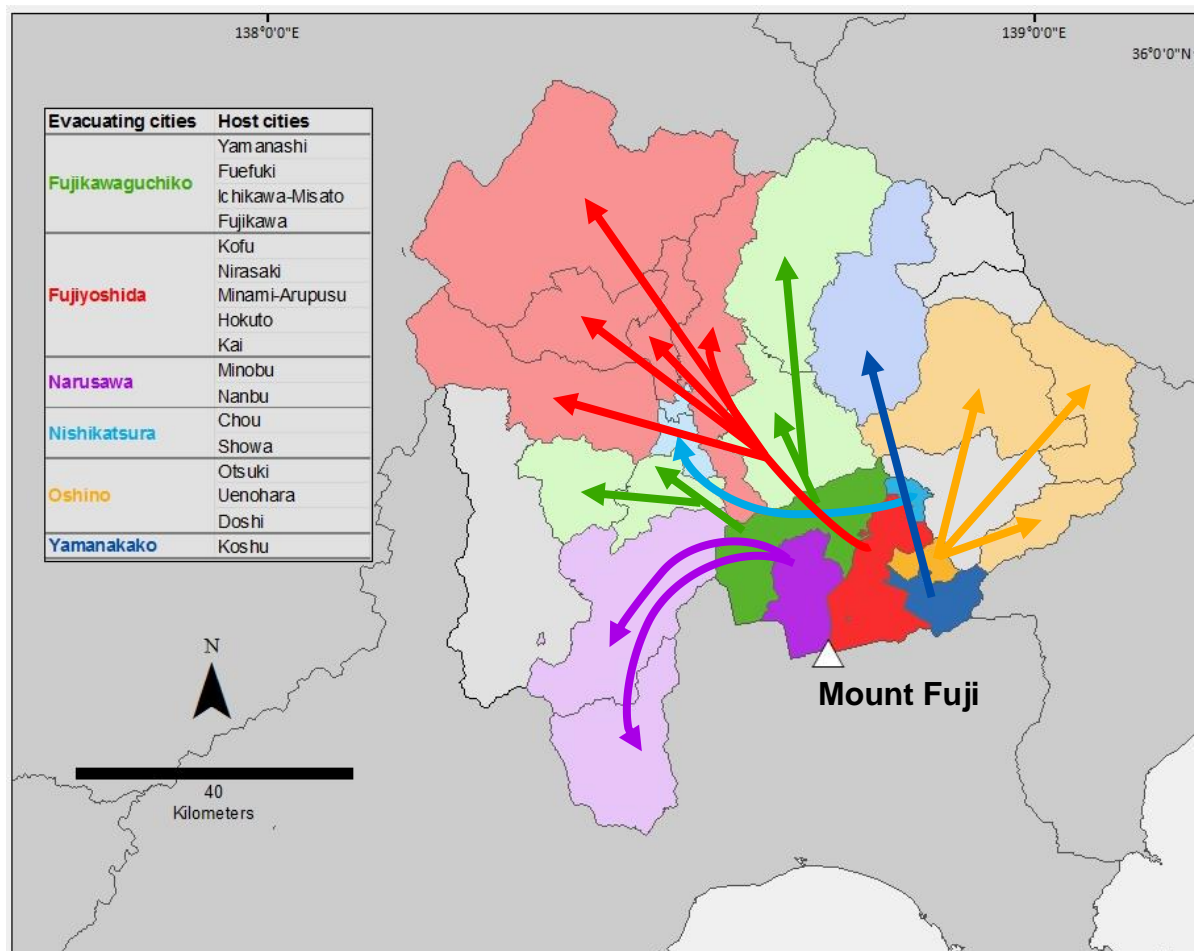 138°0'0"E
139°0'0"E
36°0'0"N
Evacuating cities Host cities
Fujikawaguchiko
Yamanashi
Fuefuki
Ichikawa-Misato
Fujikawa
Fujiyoshida
Kofu
Nirasaki
Minami-Arupusu
Hokuto
Kai
Narusawa
Minobu
Nanbu
Nishikatsura
Chou
Showa
Oshino
Otsuki
Uenohara
Doshi
Yamanakako Koshu
N
Mount Fuji
40
Kilometers